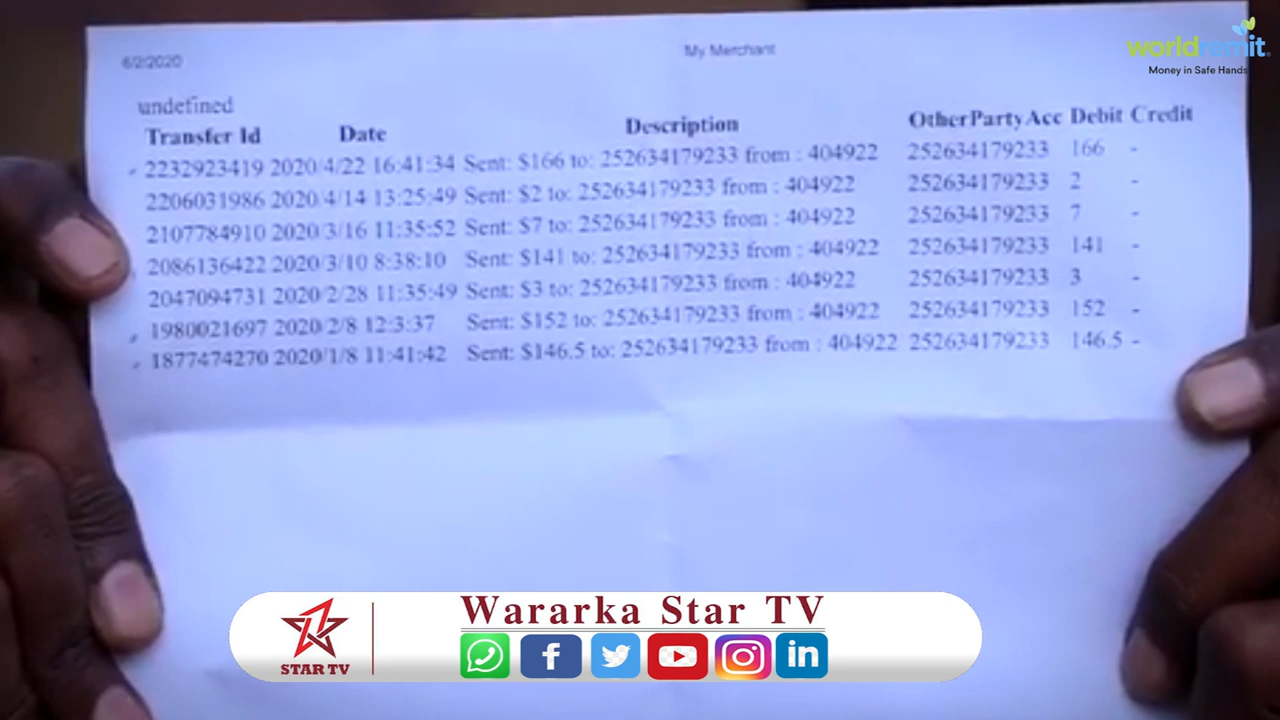 worldremit
Money in Safe Hands
6/2/2020 My Merchant
undefined
Transfer Id Date Description OtherPartyAcc Debit Credit
2232923419 2020/4/22 16:41:34 Sent: $166 to: 252634179233 from : 404922 252634179233 166 -
2206031986 2020/4/14 13:25:49 Sent: $2 to: 252634179233 from : 404922 252634179233 2 -
2107784910 2020/3/16 11:35:52 Sent: $7 to: 252634179233 from : 404922 252634179233 7 -
2086136422 2020/3/10 8:38:10 Sent: $141 to: 252634179233 from : 404922 252634179233 141 -
2047094731 2020/2/28 11:35:49 Sent: $3 to: 252634179233 from : 404922 252634179233 3 -
1980021697 2020/2/8 12:3:37 Sent: $152 to: 252634179233 from : 404922 252634179233 152 -
1877474270 2020/1/8 11:41:42 Sent: $146.5 to: 252634179233 from : 404922 252634179233 146.5 -
Wararka Star TV
STAR TV